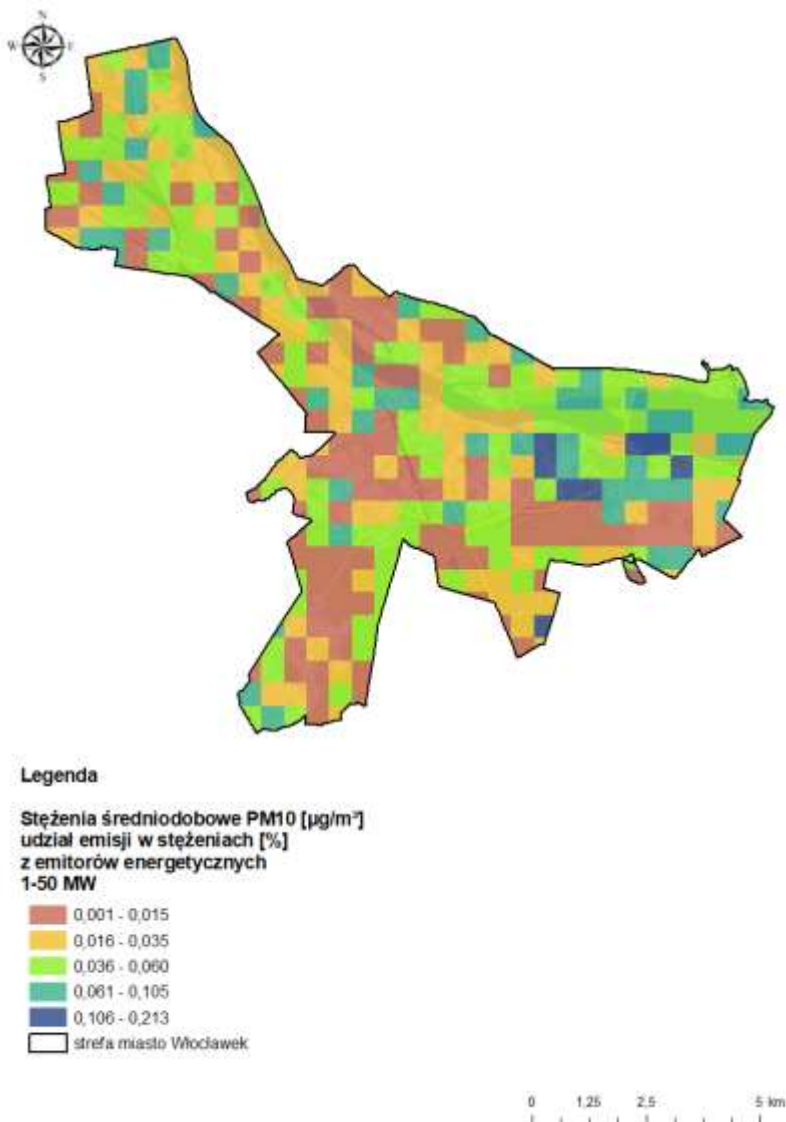 N
W E
S
Legenda
Stężenia średniodobowe PM10 [µg/m³]
udział emisji w stężeniach [%]
z emitorów energetycznych
1-50 MW
0,001 - 0,015
0,016 - 0,035
0,036 - 0,060
0,061 - 0,105
0,106 - 0,213
strefa miasto Włocławek
0 1,25 2,5 5 km